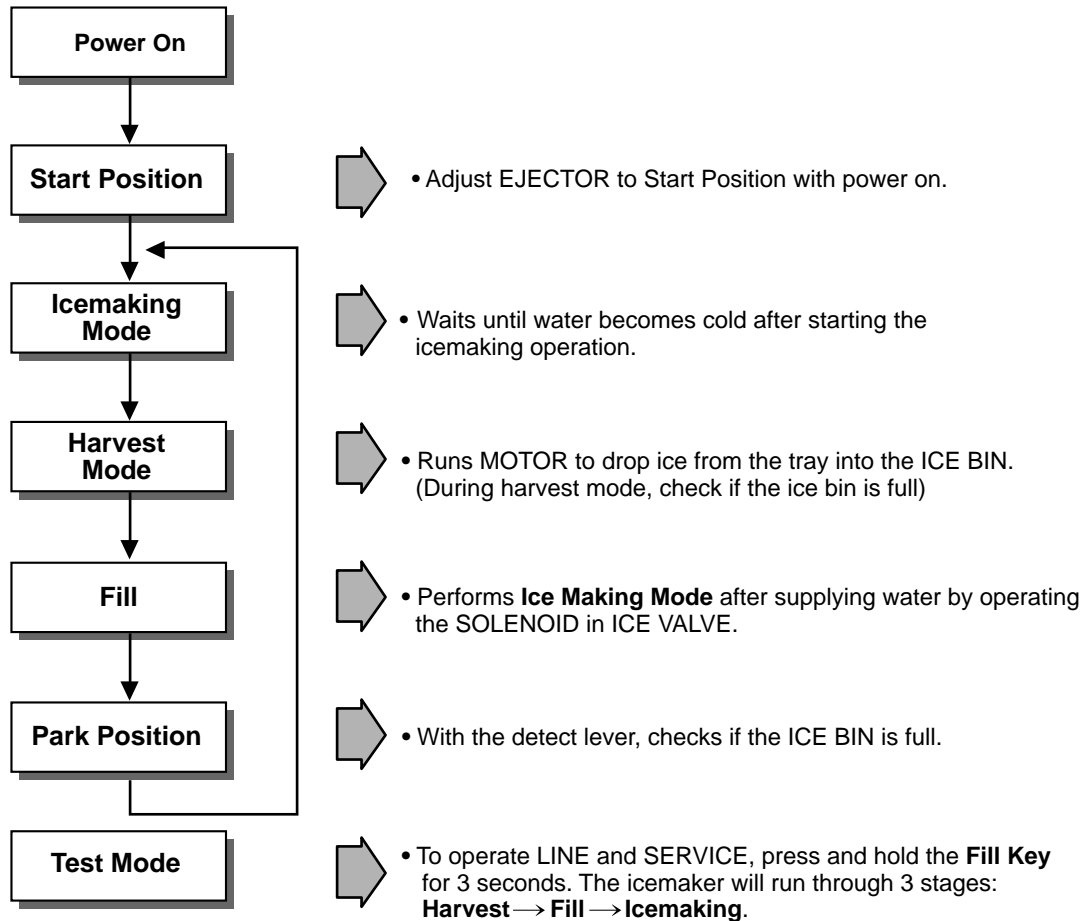 Power On
Start Position
• Adjust EJECTOR to Start Position with power on.
Icemaking
Mode
• Waits until water becomes cold after starting the
icemaking operation.
Harvest
Mode
• Runs MOTOR to drop ice from the tray into the ICE BIN.
(During harvest mode, check if the ice bin is full)
Fill
• Performs Ice Making Mode after supplying water by operating
the SOLENOID in ICE VALVE.
Park Position
• With the detect lever, checks if the ICE BIN is full.
Test Mode
• To operate LINE and SERVICE, press and hold the Fill Key
for 3 seconds. The icemaker will run through 3 stages:
Harvest → Fill → Icemaking.